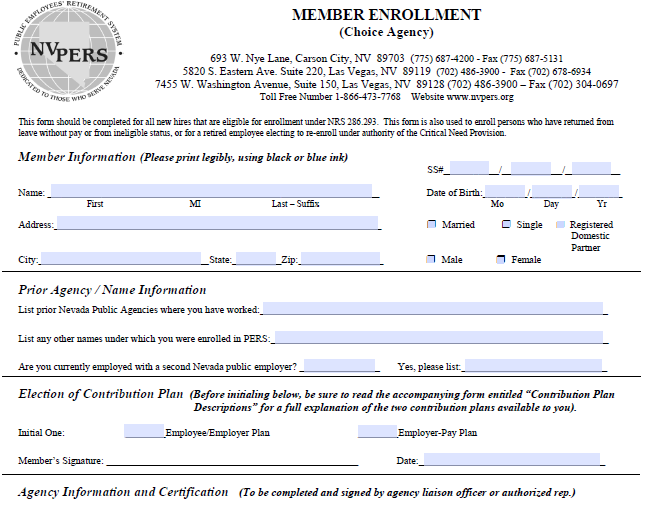 PUBLIC EMPLOYEES' RETIREMENT SYSTEM
NVPERS
DEDICATED TO THOSE WHO SERVE NEVADA
MEMBER ENROLLMENT
(Choice Agency)
693 W. Nye Lane, Carson City, NV 89703 (775) 687-4200 - Fax (775) 687-5131
5820 S. Eastern Ave. Suite 220, Las Vegas, NV 89119 (702) 486-3900 - Fax (702) 678-6934
7455 W. Washington Avenue, Suite 150, Las Vegas, NV 89128 (702) 486-3900 – Fax (702) 304-0697
Toll Free Number 1-866-473-7768 Website www.nvpers.org
This form should be completed for all new hires that are eligible for enrollment under NRS 286.293. This form is also used to enroll persons who have returned from
leave without pay or from ineligible status, or for a retired employee electing to re-enroll under authority of the Critical Need Provision.
Member Information (Please print legibly, using black or blue ink)
SS# / /
Name: Date of Birth: / /
First MI Last – Suffix Mo Day Yr
Address: Married Single Registered
Domestic
Partner
City: State: Zip: Male Female
Prior Agency / Name Information
List prior Nevada Public Agencies where you have worked:
List any other names under which you were enrolled in PERS:
Are you currently employed with a second Nevada public employer? Yes, please list:
Election of Contribution Plan (Before initialing below, be sure to read the accompanying form entitled “Contribution Plan
Descriptions” for a full explanation of the two contribution plans available to you).
Initial One: Employee/Employer Plan Employer-Pay Plan
Member’s Signature: Date:
Agency Information and Certification (To be completed and signed by agency liaison officer or authorized rep.)